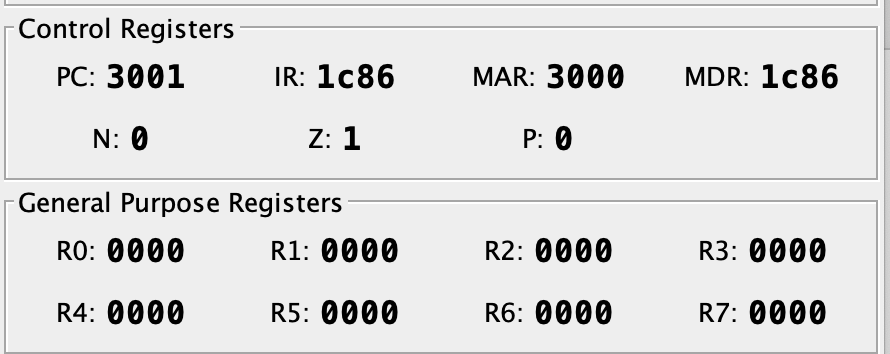 Control Registers
PC: 3001 IR: 1c86 MAR: 3000 MDR: 1c86
N: 0 Z: 1 P: 0
General Purpose Registers
R0: 0000 R1: 0000 R2: 0000 R3: 0000
R4: 0000 R5: 0000 R6: 0000 R7: 0000